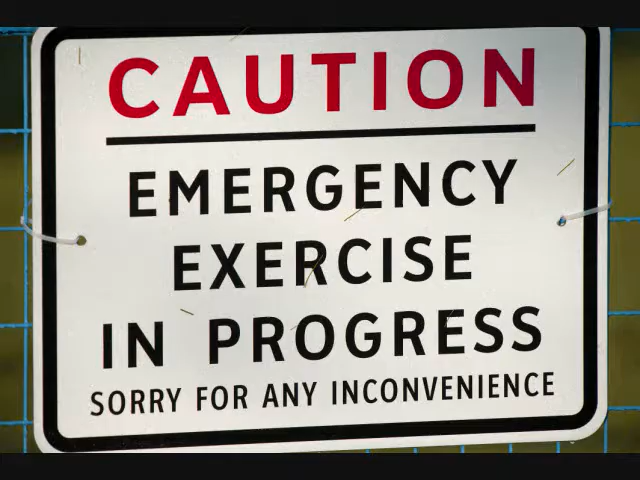 CAUTION
EMERGENCY
EXERCISE
IN PROGRESS
SORRY FOR ANY INCONVENIENCE